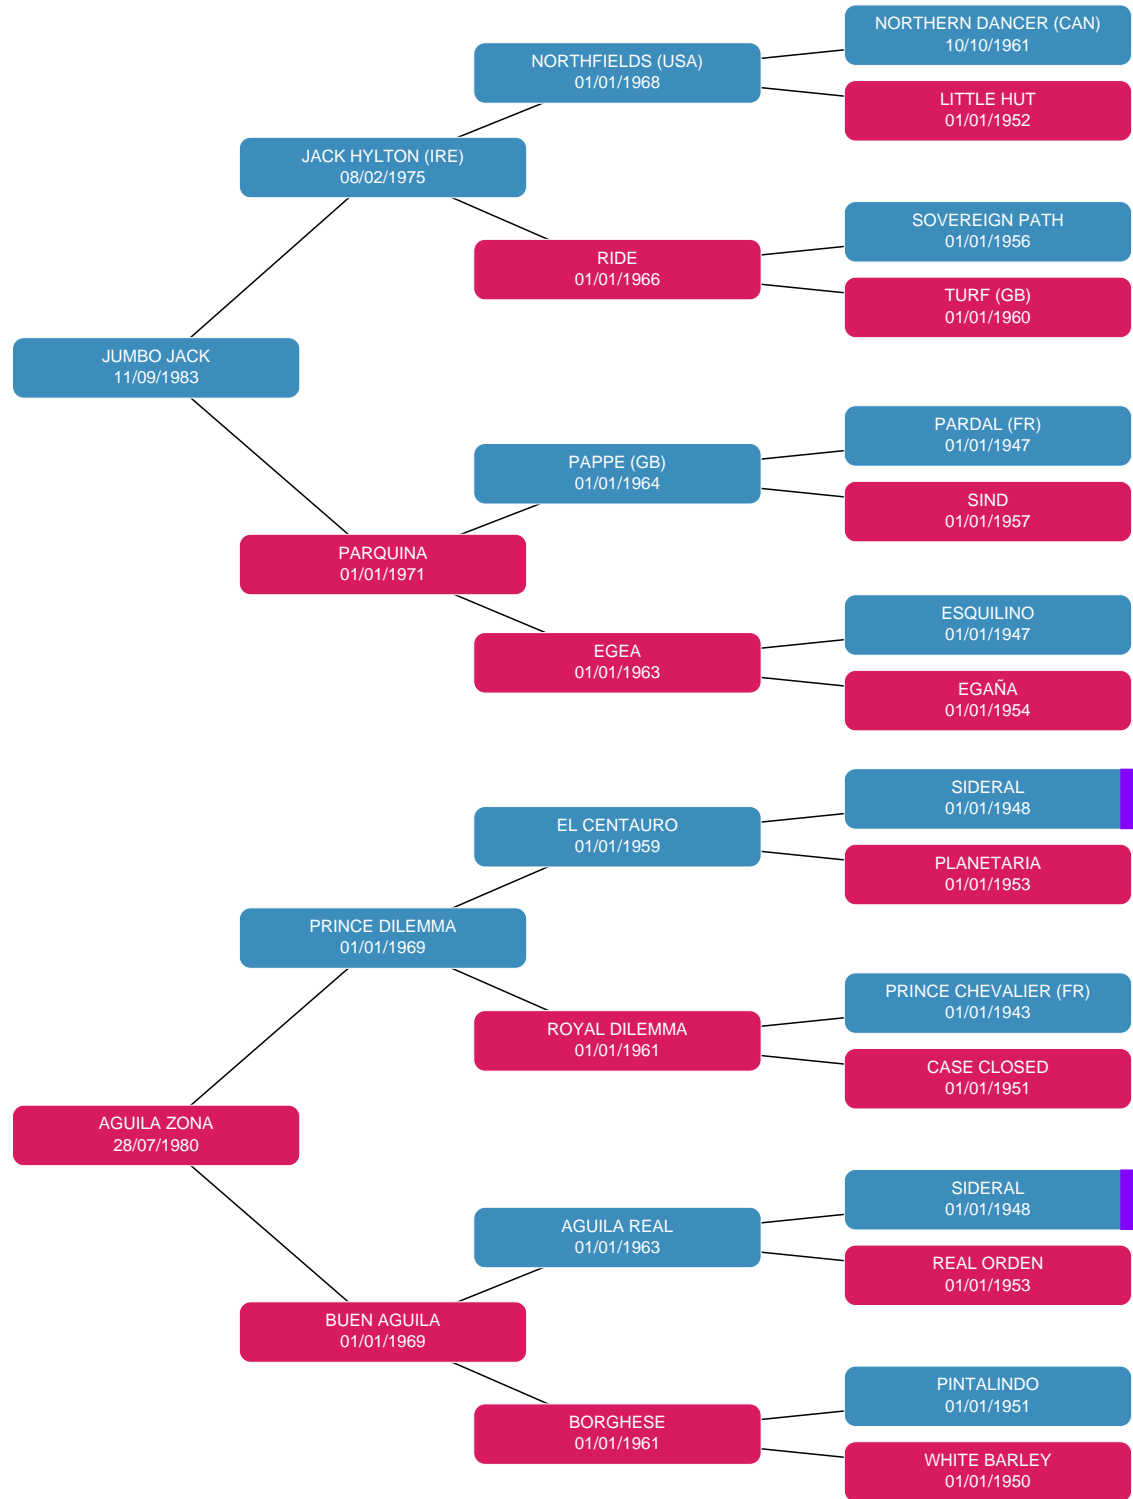 NORTHERN DANCER (CAN)
10/10/1961
NORTHFIELDS (USA)
01/01/1968
LITTLE HUT
01/01/1952
JACK HYLTON (IRE)
08/02/1975
SOVEREIGN PATH
01/01/1956
RIDE
01/01/1966
TURF (GB)
01/01/1960
JUMBO JACK
11/09/1983
PARDAL (FR)
01/01/1947
PAPPE (GB)
01/01/1964
SIND
01/01/1957
PARQUINA
01/01/1971
ESQUILINO
01/01/1947
EGEA
01/01/1963
EGAÑA
01/01/1954
SIDERAL
01/01/1948
EL CENTAURO
01/01/1959
PLANETARIA
01/01/1953
PRINCE DILEMMA
01/01/1969
PRINCE CHEVALIER (FR)
01/01/1943
ROYAL DILEMMA
01/01/1961
CASE CLOSED
01/01/1951
AGUILA ZONA
28/07/1980
SIDERAL
01/01/1948
AGUILA REAL
01/01/1963
REAL ORDEN
01/01/1953
BUEN AGUILA
01/01/1969
PINTALINDO
01/01/1951
BORGHESE
01/01/1961
WHITE BARLEY
01/01/1950